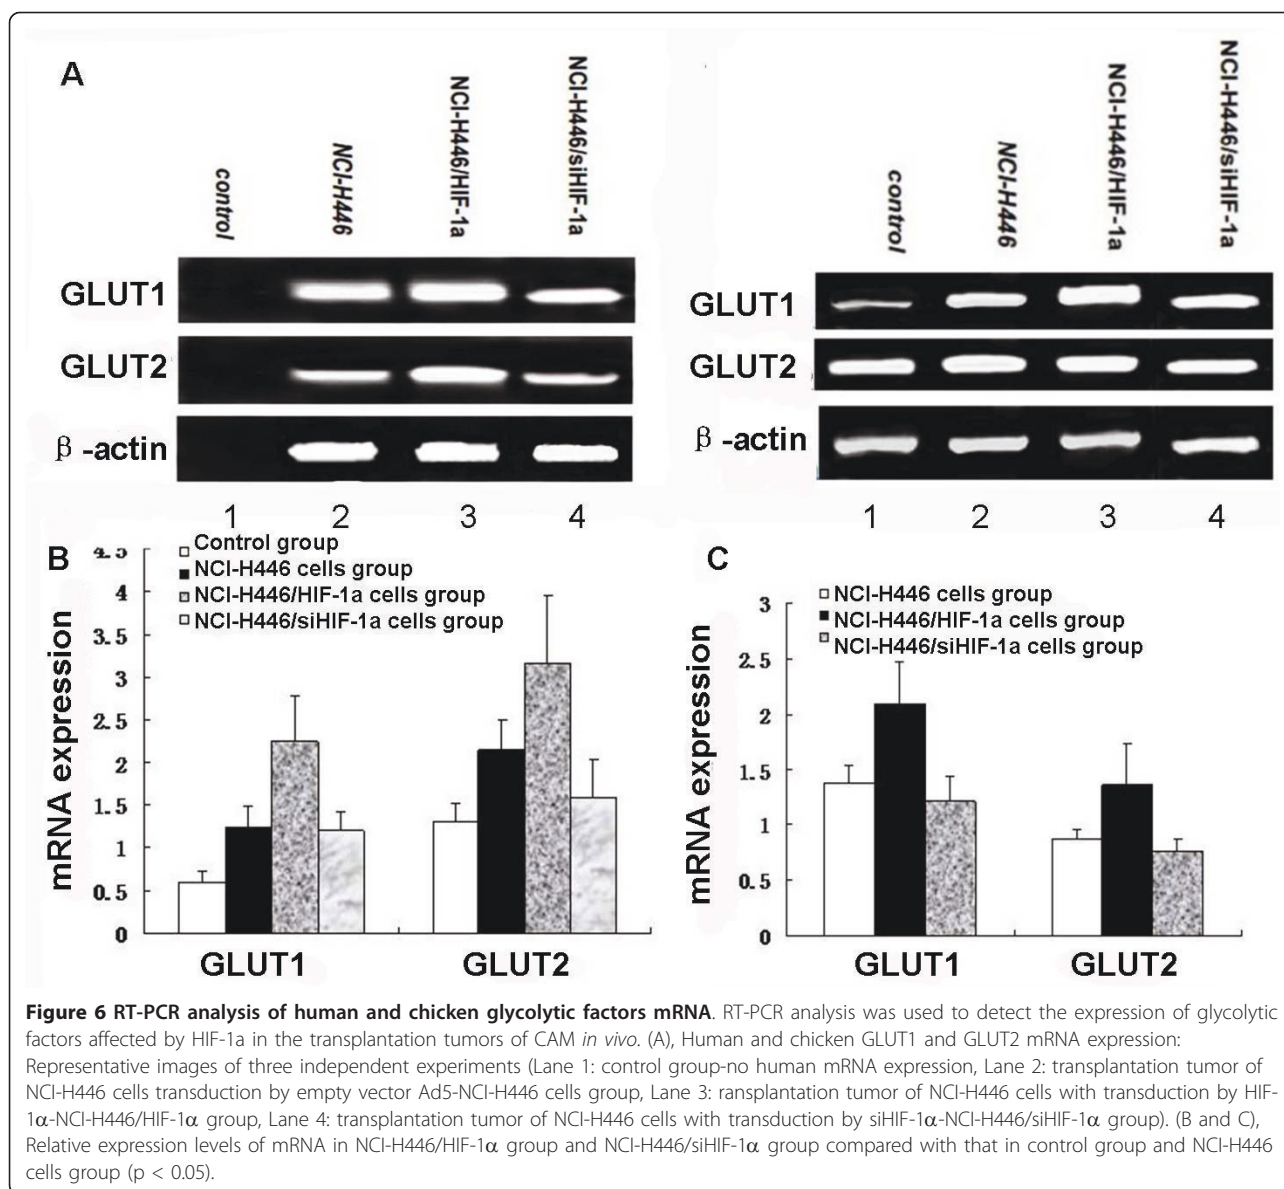 A
control
NCI-H446
NCI-H446/HIF-1a
NCI-H446/siHIF-1a
GLUT1
GLUT2
β-actin
1 2 3 4
control
NCI-H446
NCI-H446/HIF-1a
NCI-H446/siHIF-1a
GLUT1
GLUT2
β-actin
1 2 3 4
B
Control group
NCI-H446 cells group
NCI-H446/HIF-1a cells group
NCI-H446/siHIF-1a cells group
mRNA expression
4.5
4
3.5
3
2.5
2
1.5
1
0.5
0
GLUT1 GLUT2
C
NCI-H446 cells group
NCI-H446/HIF-1a cells group
NCI-H446/siHIF-1a cells group
mRNA expression
3
2.5
2
1.5
1
0.5
0
GLUT1 GLUT2
Figure 6 RT-PCR analysis of human and chicken glycolytic factors mRNA. RT-PCR analysis was used to detect the expression of glycolytic
factors affected by HIF-1a in the transplantation tumors of CAM in vivo. (A), Human and chicken GLUT1 and GLUT2 mRNA expression:
Representative images of three independent experiments (Lane 1: control group-no human mRNA expression, Lane 2: transplantation tumor of
NCI-H446 cells transduction by empty vector Ad5-NCI-H446 cells group, Lane 3: ransplantation tumor of NCI-H446 cells with transduction by HIF-
1α-NCI-H446/HIF-1α group, Lane 4: transplantation tumor of NCI-H446 cells with transduction by siHIF-1α-NCI-H446/siHIF-1α group). (B and C),
Relative expression levels of mRNA in NCI-H446/HIF-1α group and NCI-H446/siHIF-1α group compared with that in control group and NCI-H446
cells group (p < 0.05).